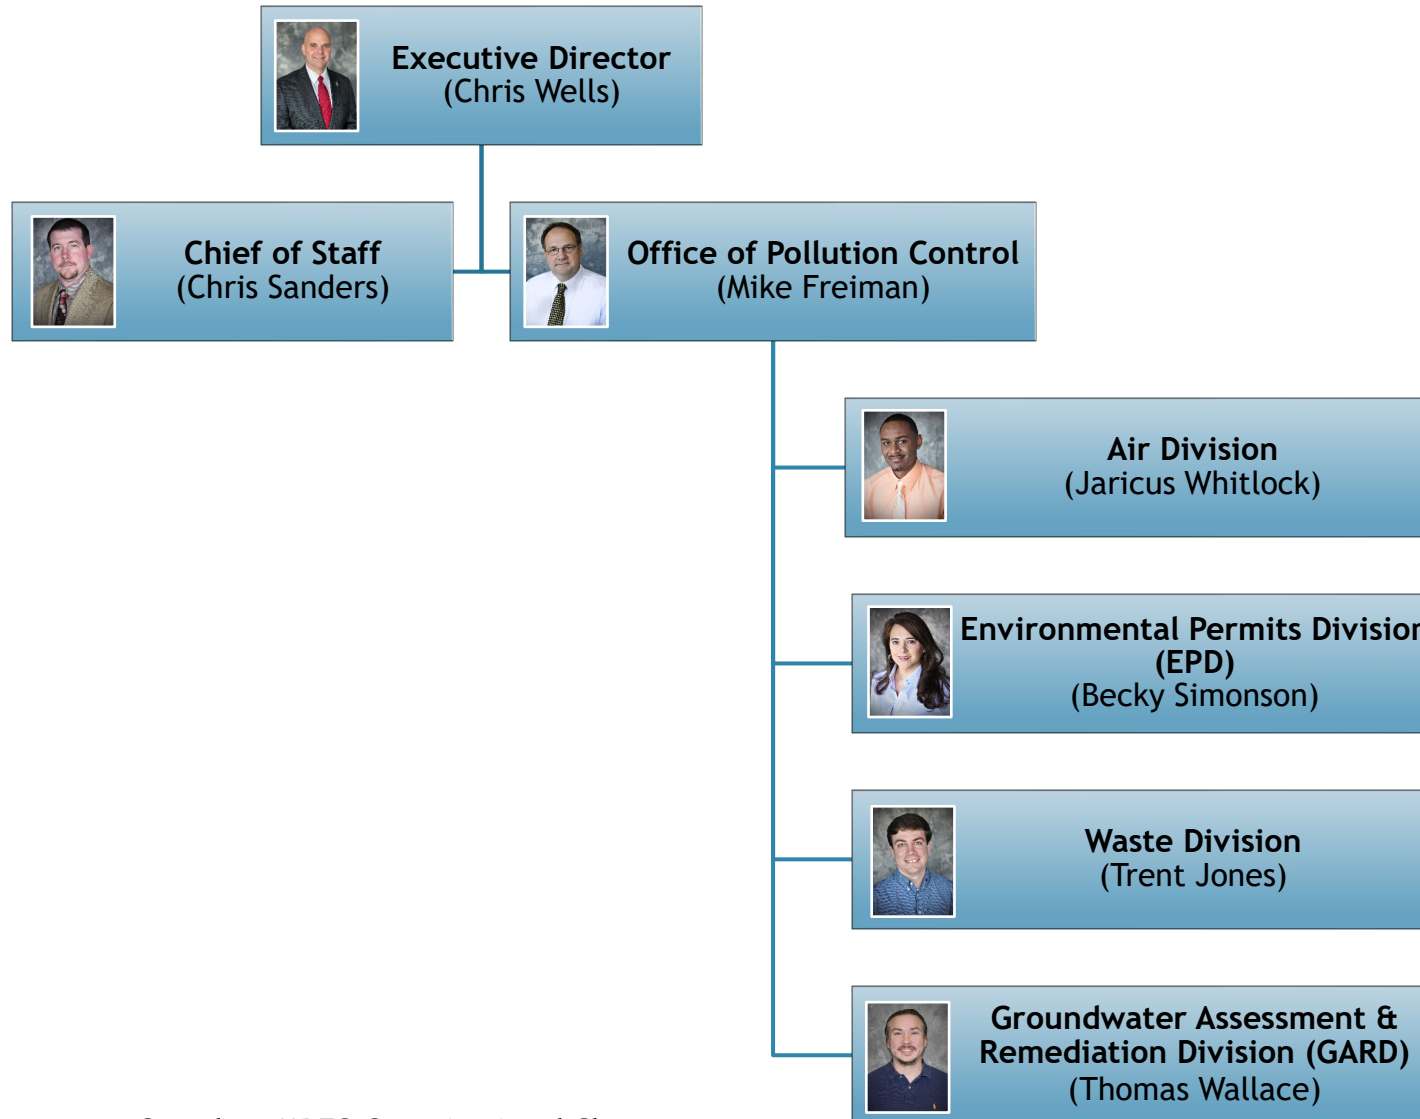 Executive Director
(Chris Wells)
Chief of Staff
(Chris Sanders)
Office of Pollution Control
(Mike Freiman)
Air Division
(Jaricus Whitlock)
Environmental Permits Division
(EPD)
(Becky Simonson)
Waste Division
(Trent Jones)
Groundwater Assessment &
Remediation Division (GARD)
(Thomas Wallace)